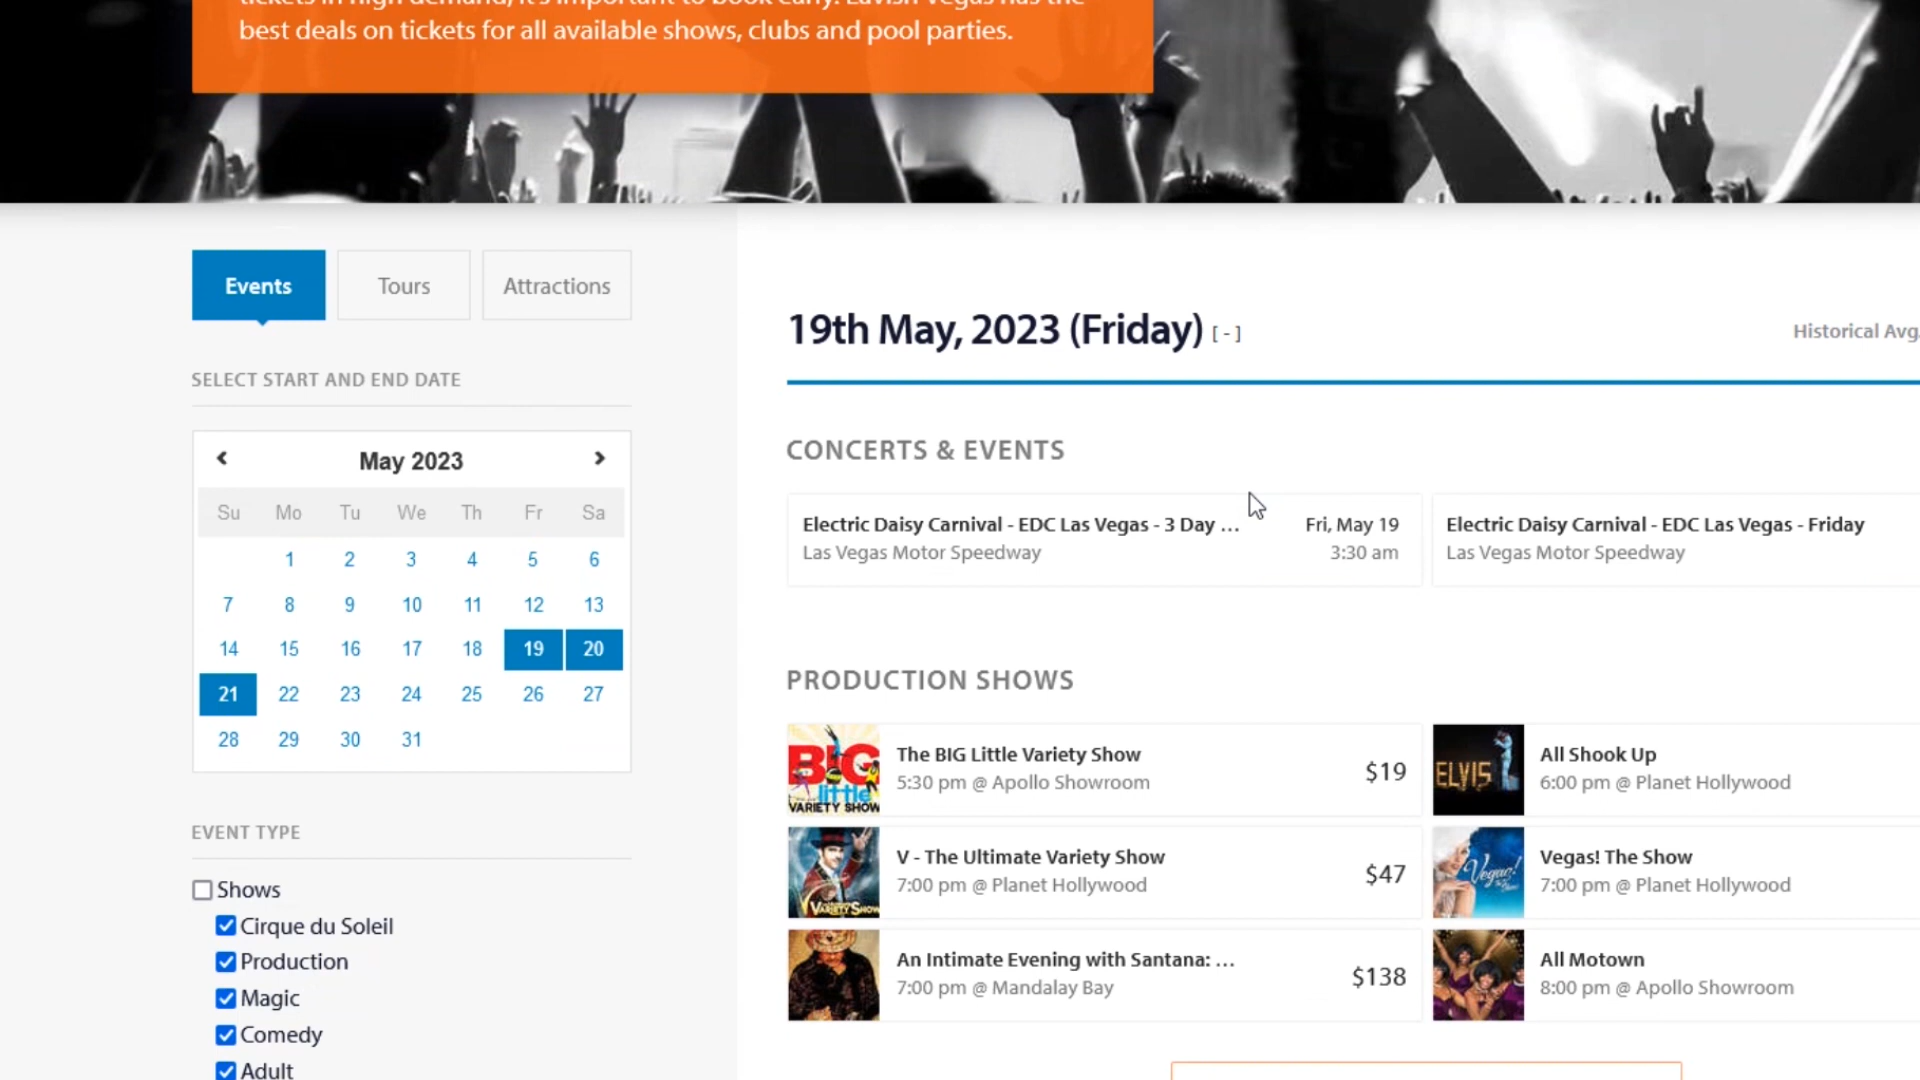 best deals on tickets for all available shows, clubs and pool parties.
Events
Tours
Attractions
SELECT START AND END DATE
May 2023
Su Mo Tu We Th Fr Sa
1 2 3 4 5 6
7 8 9 10 11 12 13
14 15 16 17 18 19 20
21 22 23 24 25 26 27
28 29 30 31
EVENT TYPE
Shows
Cirque du Soleil
Production
Magic
Comedy
Adult
19th May, 2023 (Friday) [ - ]
Historical Avg.
CONCERTS & EVENTS
Electric Daisy Carnival - EDC Las Vegas - 3 Day ... Fri, May 19
Las Vegas Motor Speedway 3:30 am
Electric Daisy Carnival - EDC Las Vegas - Friday
Las Vegas Motor Speedway
PRODUCTION SHOWS
BIG
little
VARIETY SHOW
The BIG Little Variety Show
5:30 pm @ Apollo Showroom
$19
ELVIS
All Shook Up
6:00 pm @ Planet Hollywood
VARIETY SHOW
V - The Ultimate Variety Show
7:00 pm @ Planet Hollywood
$47
Vegas!
Vegas! The Show
7:00 pm @ Planet Hollywood
An Intimate Evening with Santana: ...
7:00 pm @ Mandalay Bay
$138
All Motown
8:00 pm @ Apollo Showroom